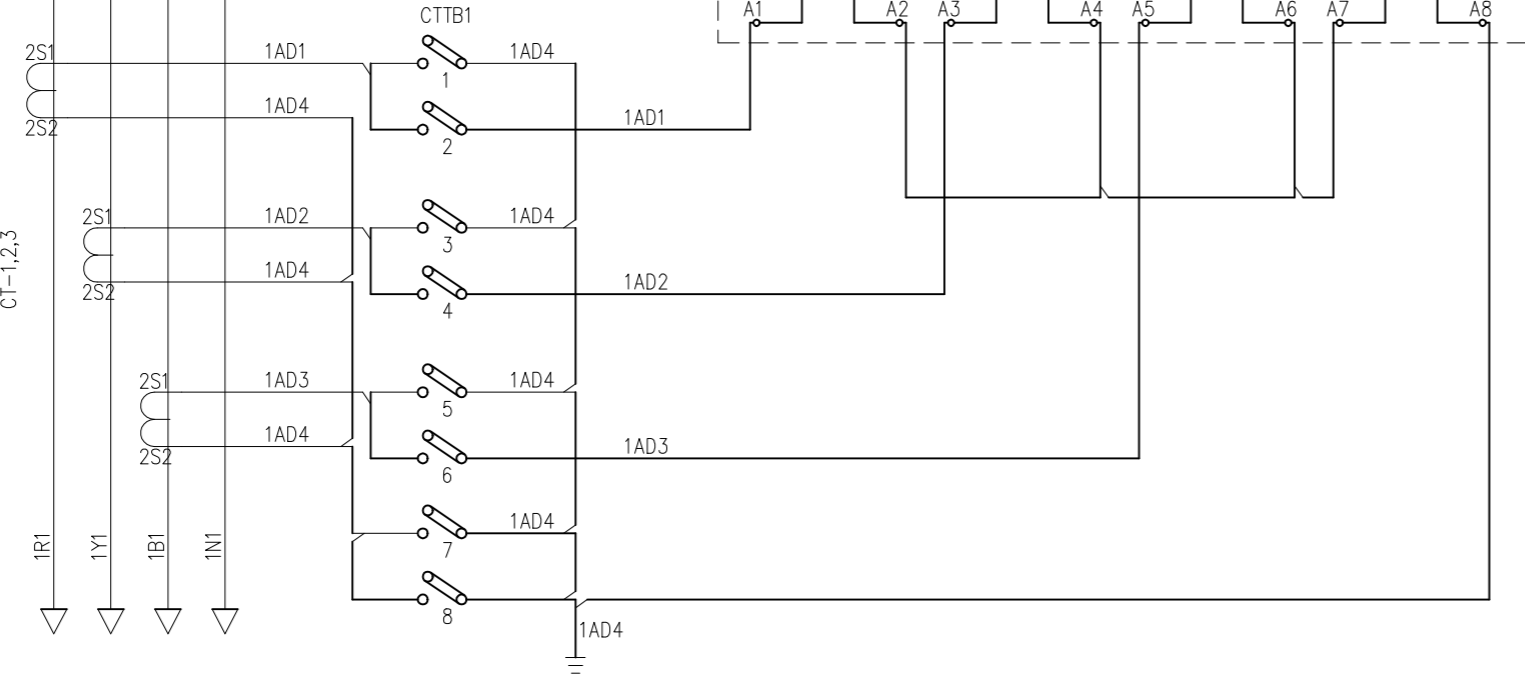 A1 A2 A3 A4 A5 A6 A7 A8
CTTB1
2S1 1AD1 1AD4
1
1AD4
2S2
1AD1
2
2S1 1AD2 1AD4
3
1AD4
2S2
1AD2
4
CT-1,2,3
2S1 1AD3 1AD4
5
1AD4
2S2
1AD3
6
1AD4
7
1R1 1Y1 1B1 1N1
8
1AD4